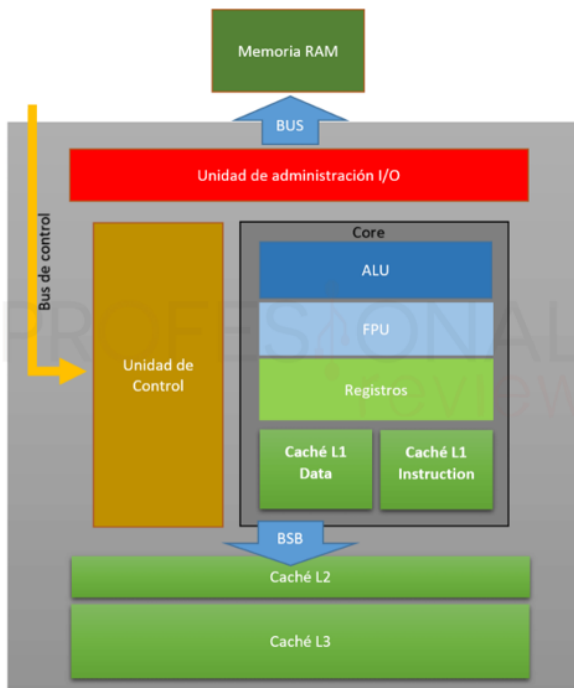 Memoria RAM
BUS
Unidad de administración I/O
Bus de control
Core
ALU
FPU
PROFESIONAL
review
Unidad de
Control
Registros
Caché L1
Data
Caché L1
Instruction
BSB
Caché L2
Caché L3